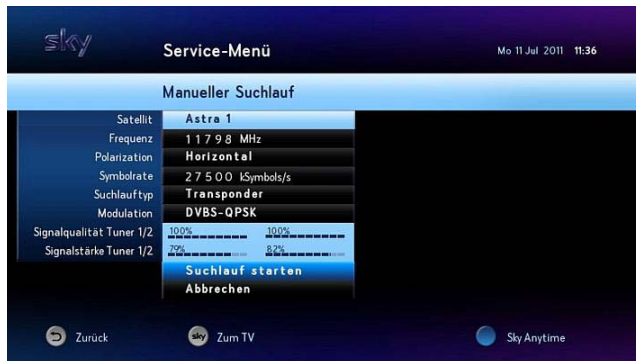 sky
Service-Menü
Mo 11 Jul 2011 11:36
Manueller Suchlauf
Satellit Astra 1
Frequenz 11798 MHz
Polarization Horizontal
Symbolrate 27500 kSymbols/s
Suchlauftyp Transponder
Modulation DVBS-QPSK
Signalqualität Tuner 1/2 100% 100%
Signalstärke Tuner 1/2 79% 82%
Suchlauf starten
Abbrechen
Zurück
sky Zum TV
Sky Anytime